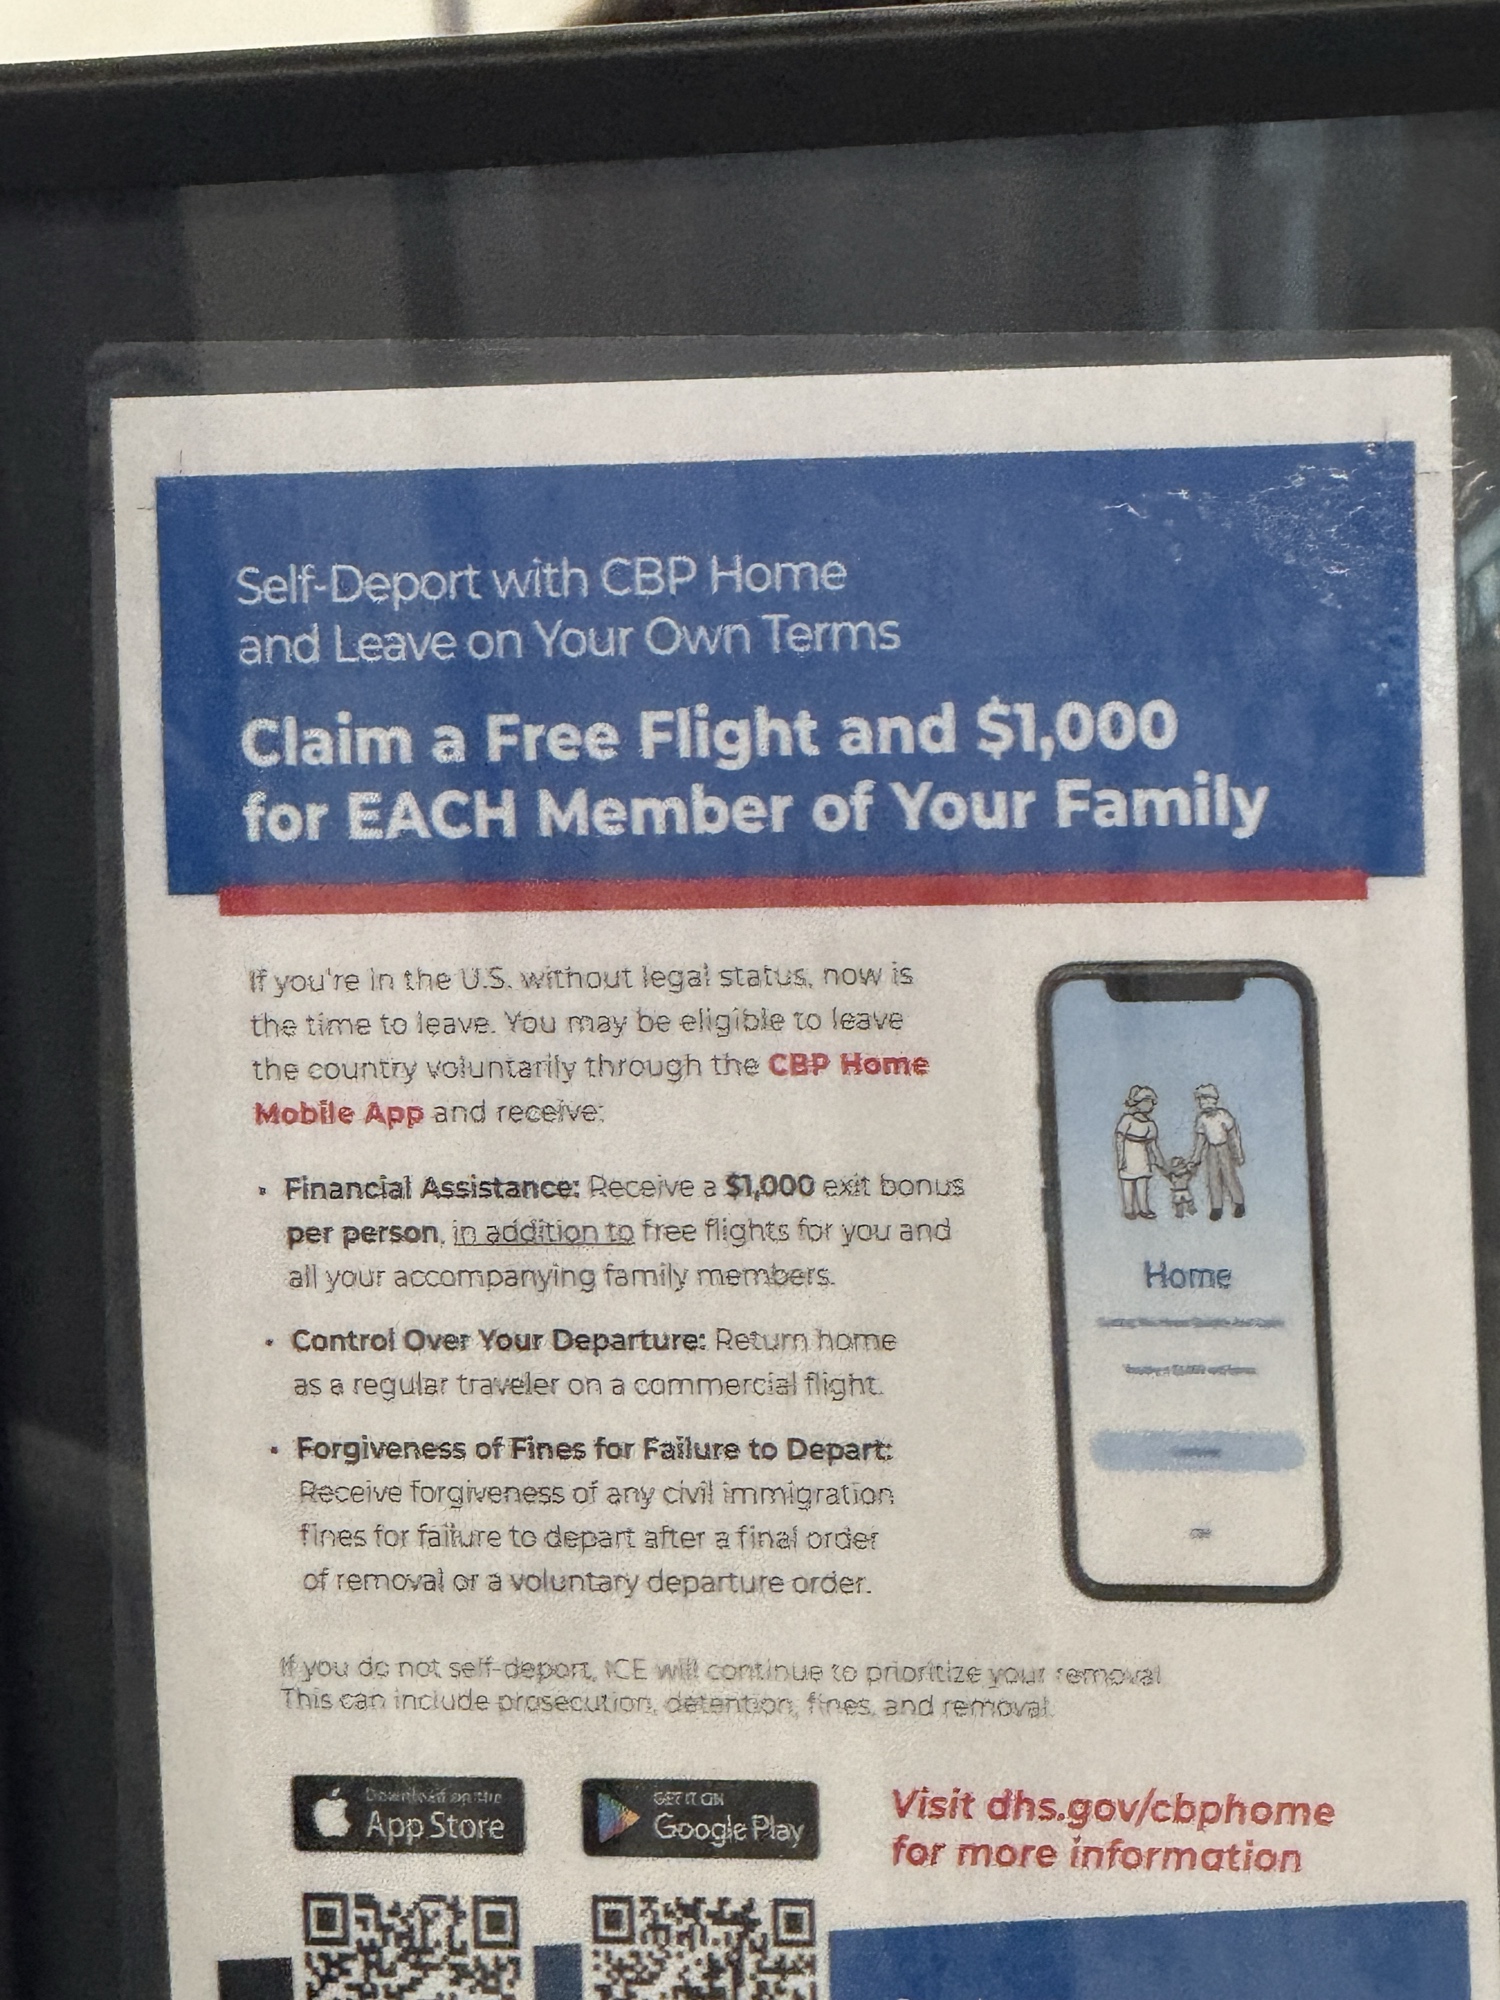 Self-Deport with CBP Home
and Leave on Your Own Terms
Claim a Free Flight and $1,000
for EACH Member of Your Family
If you're in the U.S. without legal status, now is
the time to leave. You may be eligible to leave
the country voluntarily through the CBP Home
Mobile App and receive:
• Financial Assistance: Receive a $1,000 exit bonus
per person, in addition to free flights for you and
all your accompanying family members.
• Control Over Your Departure: Return home
as a regular traveler on a commercial flight.
• Forgiveness of Fines for Failure to Depart:
Receive forgiveness of any civil immigration
fines for failure to depart after a final order
of removal or a voluntary departure order.
Home
If you do not self-deport, ICE will continue to prioritize your removal.
This can include prosecution, detention, fines, and removal.
Download on the
App Store
GET IT ON
Google Play
Visit dhs.gov/cbphome
for more information